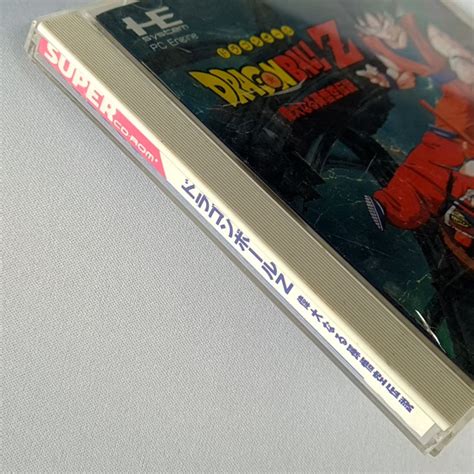 HE
system
PC Engine
DRAGONBALL Z
SUPER
CD-ROM²
ドラゴンボールZ
偉大なる孫悟空伝説